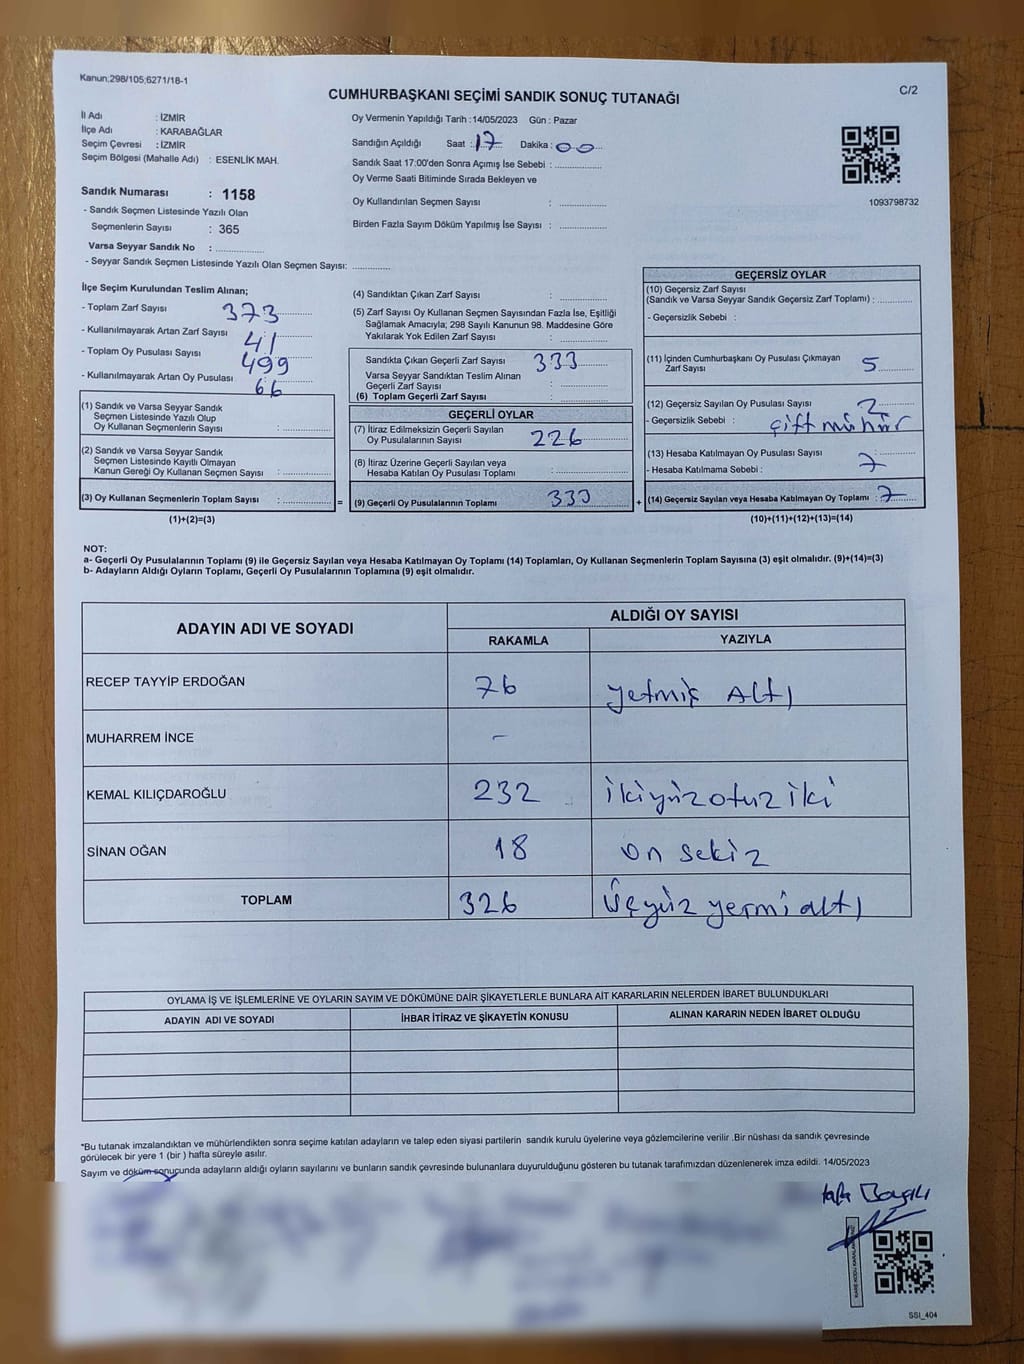 Kanun;298/105;6271/18-1
C/2
CUMHURBAŞKANI SEÇİMİ SANDIK SONUÇ TUTANAĞI
İl Adı : İZMİR
İlçe Adı : KARABAĞLAR
Seçim Çevresi : İZMİR
Seçim Bölgesi (Mahalle Adı) : ESENLİK MAH.
Sandık Numarası : 1158
- Sandık Seçmen Listesinde Yazılı Olan
Seçmenlerin Sayısı : 365
Varsa Seyyar Sandık No : ...............
- Seyyar Sandık Seçmen Listesinde Yazılı Olan Seçmen Sayısı: ............
Oy Vermenin Yapıldığı Tarih :14/05/2023 Gün : Pazar
Sandığın Açıldığı Saat : 17 Dakika : 00
Sandık Saat 17:00'den Sonra Açımış İse Sebebi : ..............
Oy Verme Saati Bitiminde Sırada Bekleyen ve
Oy Kullandırılan Seçmen Sayısı : ..............
Birden Fazla Sayım Döküm Yapılmış İse Sayısı : ..............
1093798732
İlçe Seçim Kurulundan Teslim Alınan;
- Toplam Zarf Sayısı 373
- Kullanılmayarak Artan Zarf Sayısı 41
- Toplam Oy Pusulası Sayısı 499
- Kullanılmayarak Artan Oy Pusulası 66
(1) Sandık ve Varsa Seyyar Sandık
Seçmen Listesinde Yazılı Olup
Oy Kullanan Seçmenlerin Sayısı : ..............
(2) Sandık ve Varsa Seyyar Sandık
Seçmen Listesinde Kayıtlı Olmayan
Kanun Gereği Oy Kullanan Seçmen Sayısı : ..............
(3) Oy Kullanan Seçmenlerin Toplam Sayısı : .............. =
(1)+(2)=(3)
(4) Sandıktan Çıkan Zarf Sayısı : ..............
(5) Zarf Sayısı Oy Kullanan Seçmen Sayısından Fazla İse, Eşitliği
Sağlamak Amacıyla; 298 Sayılı Kanunun 98. Maddesine Göre
Yakılarak Yok Edilen Zarf Sayısı : ..............
Sandıkta Çıkan Geçerli Zarf Sayısı 333
Varsa Seyyar Sandıktan Teslim Alınan
Geçerli Zarf Sayısı : ..............
(6) Toplam Geçerli Zarf Sayısı : ..............
GEÇERLİ OYLAR
(7) İtiraz Edilmeksizin Geçerli Sayılan
Oy Pusulalarının Sayısı 226
(8) İtiraz Üzerine Geçerli Sayılan veya
Hesaba Katılan Oy Pusulası Toplamı : ..............
(9) Geçerli Oy Pusulalarının Toplamı 333 +
GEÇERSİZ OYLAR
(10) Geçersiz Zarf Sayısı
(Sandık ve Varsa Seyyar Sandık Geçersiz Zarf Toplamı) : ..........
- Geçersizlik Sebebi :
(11) İçinden Cumhurbaşkanı Oy Pusulası Çıkmayan
Zarf Sayısı 5
(12) Geçersiz Sayılan Oy Pusulası Sayısı 2
- Geçersizlik Sebebi : çift mühür
(13) Hesaba Katılmayan Oy Pusulası Sayısı : ..........
- Hesaba Katılmama Sebebi : 7
(14) Geçersiz Sayılan veya Hesaba Katılmayan Oy Toplamı : 7
(10)+(11)+(12)+(13)=(14)
NOT:
a- Geçerli Oy Pusulalarının Toplamı (9) ile Geçersiz Sayılan veya Hesaba Katılmayan Oy Toplamı (14) Toplamları, Oy Kullanan Seçmenlerin Toplam Sayısına (3) eşit olmalıdır. (9)+(14)=(3)
b- Adayların Aldığı Oyların Toplamı, Geçerli Oy Pusulalarının Toplamına (9) eşit olmalıdır.
ADAYIN ADI VE SOYADI ALDIĞI OY SAYISI
RAKAMLA YAZIYLA
RECEP TAYYİP ERDOĞAN 76 yetmiş Altı
MUHARREM İNCE -
KEMAL KILIÇDAROĞLU 232 ikiyüzotuz iki
SİNAN OĞAN 18 on sekiz
TOPLAM 326 Üçyüz yermi altı
OYLAMA İŞ VE İŞLEMLERİNE VE OYLARIN SAYIM VE DÖKÜMÜNE DAİR ŞİKAYETLERLE BUNLARA AİT KARARLARIN NELERDEN İBARET BULUNDUKLARI
ADAYIN ADI VE SOYADI İHBAR İTİRAZ VE ŞİKAYETİN KONUSU ALINAN KARARIN NEDEN İBARET OLDUĞU
*Bu tutanak imzalandıktan ve mühürlendikten sonra seçime katılan adayların ve talep eden siyasi partilerin sandık kurulu üyelerine veya gözlemcilerine verilir .Bir nüshası da sandık çevresinde
görülecek bir yere 1 (bir ) hafta süreyle asılır.
Sayım ve döküm sonucunda adayların aldığı oyların sayılarını ve bunların sandık çevresinde bulunanlara duyurulduğunu gösteren bu tutanak tarafımızdan düzenlenerek imza edildi. 14/05/2023
SSI_404